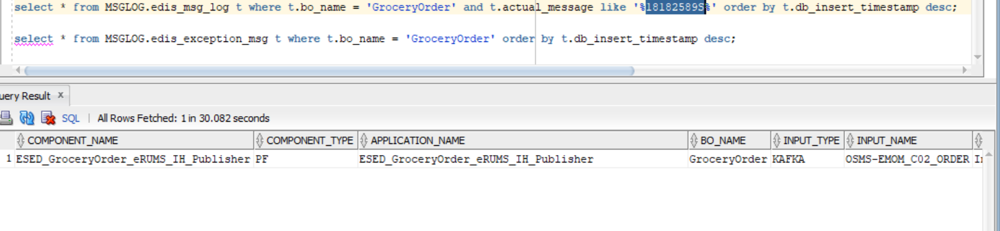 select * from MSGLOG.edis_msg_log t where t.bo_name = 'GroceryOrder' and t.actual_message like '%181825895%' order by t.db_insert_timestamp desc;
select * from MSGLOG.edis_exception_msg t where t.bo_name = 'GroceryOrder' order by t.db_insert_timestamp desc;
uery Result x
SQL | All Rows Fetched: 1 in 30.082 seconds
COMPONENT_NAME COMPONENT_TYPE APPLICATION_NAME BO_NAME INPUT_TYPE INPUT_NAME
1 ESED_GroceryOrder_eRUMS_IH_Publisher PF ESED_GroceryOrder_eRUMS_IH_Publisher GroceryOrder KAFKA OSMS-EMOM_C02_ORDER